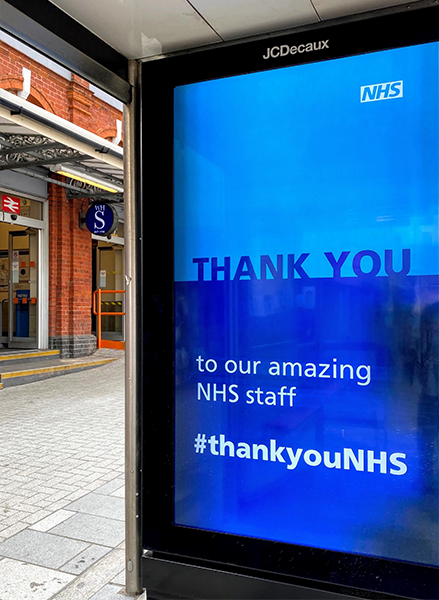 JCDecaux
NHS
THANK YOU
to our amazing
NHS staff
#thankyouNHS
WH
S